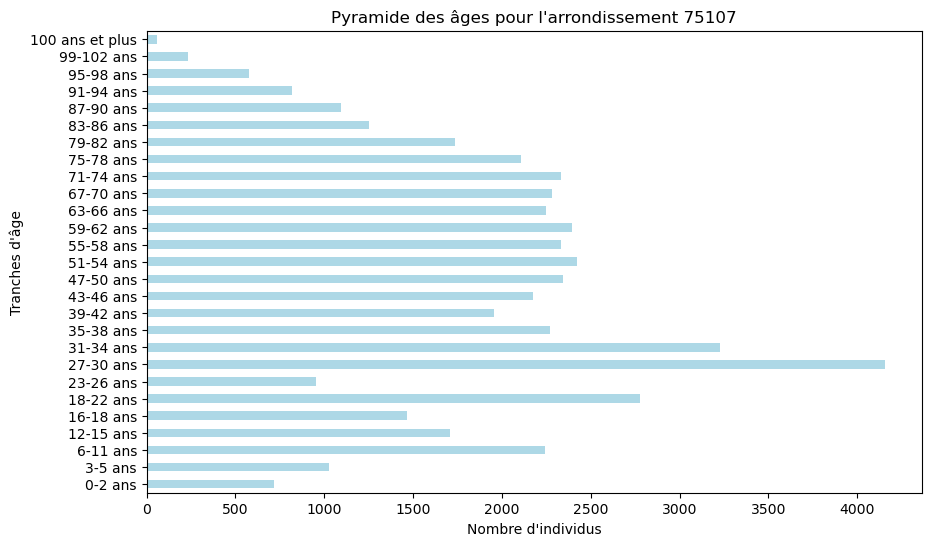 Pyramide des âges pour l'arrondissement 75107
100 ans et plus
99-102 ans
95-98 ans
91-94 ans
87-90 ans
83-86 ans
79-82 ans
75-78 ans
71-74 ans
67-70 ans
63-66 ans
59-62 ans
55-58 ans
51-54 ans
47-50 ans
43-46 ans
39-42 ans
35-38 ans
31-34 ans
27-30 ans
23-26 ans
18-22 ans
16-18 ans
12-15 ans
6-11 ans
3-5 ans
0-2 ans
Tranches d'âge
0 500 1000 1500 2000 2500 3000 3500 4000
Nombre d'individus